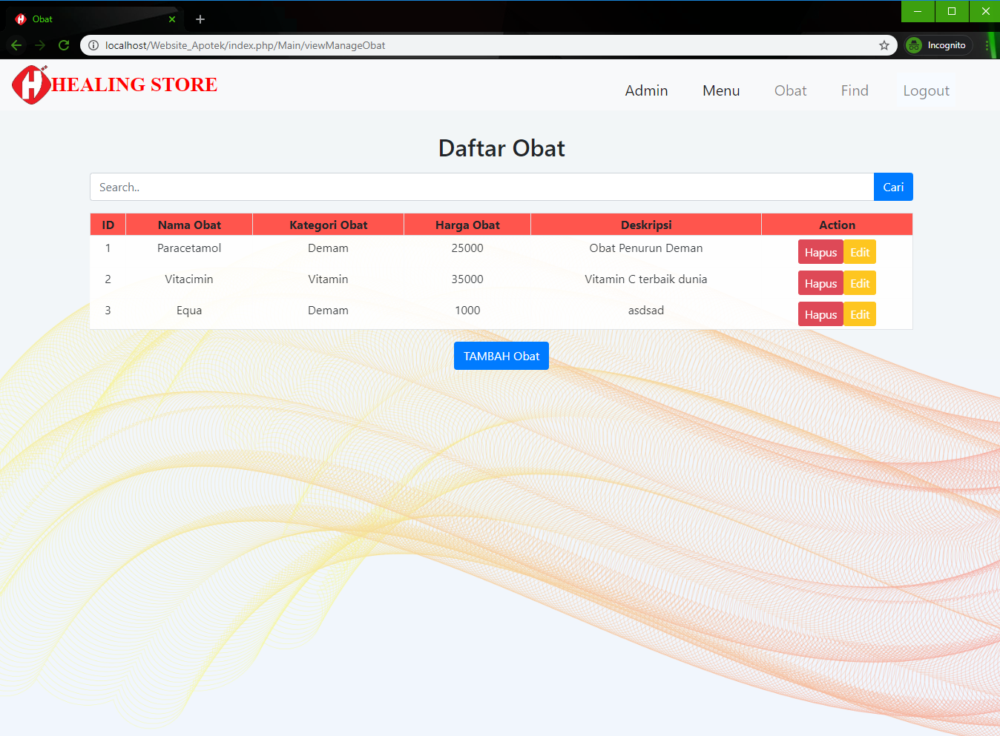 Obat
localhost/Website_Apotek/index.php/Main/viewManageObat
Incognito
HEALING STORE
Admin Menu Obat Find Logout
Daftar Obat
Search..
Cari
ID Nama Obat Kategori Obat Harga Obat Deskripsi Action
1 Paracetamol Demam 25000 Obat Penurun Deman Hapus Edit
2 Vitacimin Vitamin 35000 Vitamin C terbaik dunia Hapus Edit
3 Equa Demam 1000 asdsad Hapus Edit
TAMBAH Obat